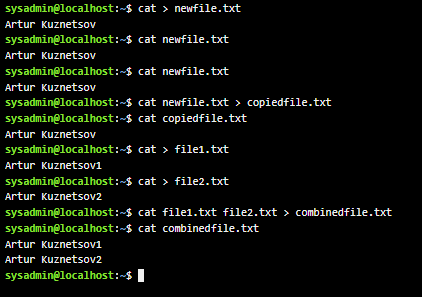 sysadmin@localhost:~$ cat > newfile.txt
Artur Kuznetsov
sysadmin@localhost:~$ cat newfile.txt
Artur Kuznetsov
sysadmin@localhost:~$ cat newfile.txt
Artur Kuznetsov
sysadmin@localhost:~$ cat newfile.txt > copiedfile.txt
sysadmin@localhost:~$ cat copiedfile.txt
Artur Kuznetsov
sysadmin@localhost:~$ cat > file1.txt
Artur Kuznetsov1
sysadmin@localhost:~$ cat > file2.txt
Artur Kuznetsov2
sysadmin@localhost:~$ cat file1.txt file2.txt > combinedfile.txt
sysadmin@localhost:~$ cat combinedfile.txt
Artur Kuznetsov1
Artur Kuznetsov2
sysadmin@localhost:~$